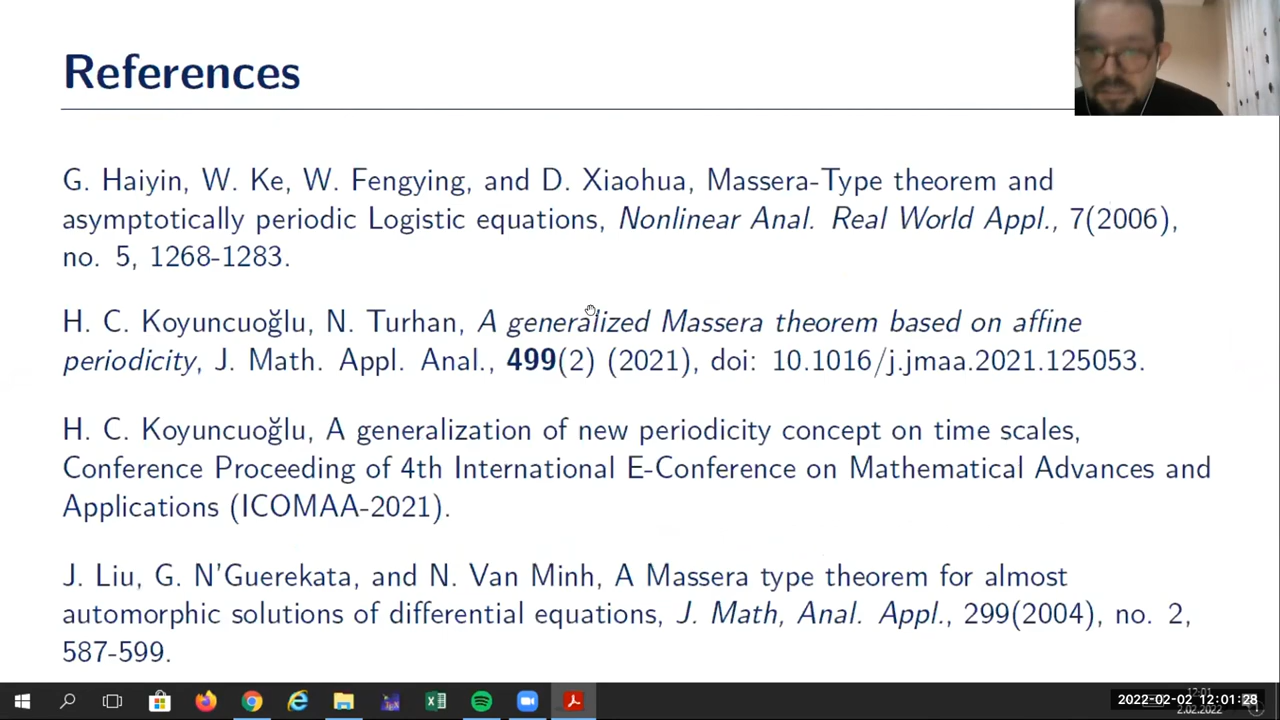 References
G. Haiyin, W. Ke, W. Fengying, and D. Xiaohua, Massera-Type theorem and
asymptotically periodic Logistic equations, Nonlinear Anal. Real World Appl., 7(2006),
no. 5, 1268-1283.
H. C. Koyuncuoğlu, N. Turhan, A generalized Massera theorem based on affine
periodicity, J. Math. Appl. Anal., 499(2) (2021), doi: 10.1016/j.jmaa.2021.125053.
H. C. Koyuncuoğlu, A generalization of new periodicity concept on time scales,
Conference Proceeding of 4th International E-Conference on Mathematical Advances and
Applications (ICOMAA-2021).
J. Liu, G. N'Guerekata, and N. Van Minh, A Massera type theorem for almost
automorphic solutions of differential equations, J. Math, Anal. Appl., 299(2004), no. 2,
587-599.
2022-02-02 12:01:28